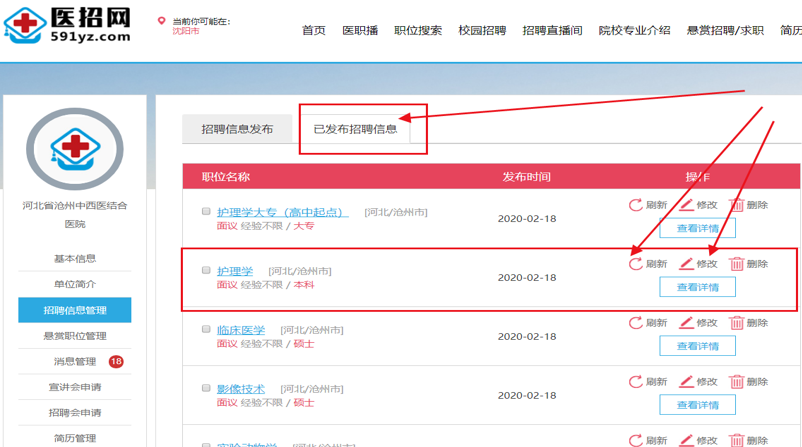 医招网
591yz.com
当前你可能在:
沈阳市
首页 医职播 职位搜索 校园招聘 招聘直播间 院校专业介绍 悬赏招聘/求职 简历
河北省沧州中西医结合
医院
基本信息
单位简介
招聘信息管理
悬赏职位管理
消息管理 18
宣讲会申请
招聘会申请
简历管理
招聘信息发布 已发布招聘信息
职位名称 发布时间 操作
护理学大专（高中起点） [河北/沧州市] 刷新 修改 删除
面议 经验不限 / 大专 2020-02-18 查看详情
护理学 [河北/沧州市] 刷新 修改 删除
面议 经验不限 / 本科 2020-02-18 查看详情
临床医学 [河北/沧州市] 刷新 修改 删除
面议 经验不限 / 硕士 2020-02-18 查看详情
影像技术 [河北/沧州市] 刷新 修改 删除
面议 经验不限 / 硕士 2020-02-18 查看详情
实验动物学 [河北/沧州市] 刷新 修改 删除